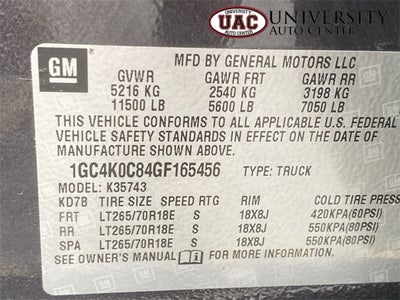 UAC UNIVERSITY
AUTO CENTER
GM
MFD BY GENERAL MOTORS LLC
GVWR GAWR FRT GAWR RR
5216 KG 2540 KG 3198 KG
11500 LB 5600 LB 7050 LB
THIS VEHICLE CONFORMS TO ALL APPLICABLE U.S. FEDERAL
VEHICLE SAFETY STANDARDS IN EFFECT ON THE DATE OF
MANUFACTURE SHOWN ABOVE.
1GC4K0C84GF165456 TYPE: TRUCK
MODEL: K35743
KD7B TIRE SIZE SPEED RTG RIM COLD TIRE PRESS
FRT LT265/70R18E S 18X8J 420KPA(60PSI)
RR LT265/70R18E S 18X8J 550KPA(80PSI)
SPA LT265/70R18E S 18X8J 550KPA(80PSI)
SEE OWNER'S MANUAL FOR MORE INFORMATION.